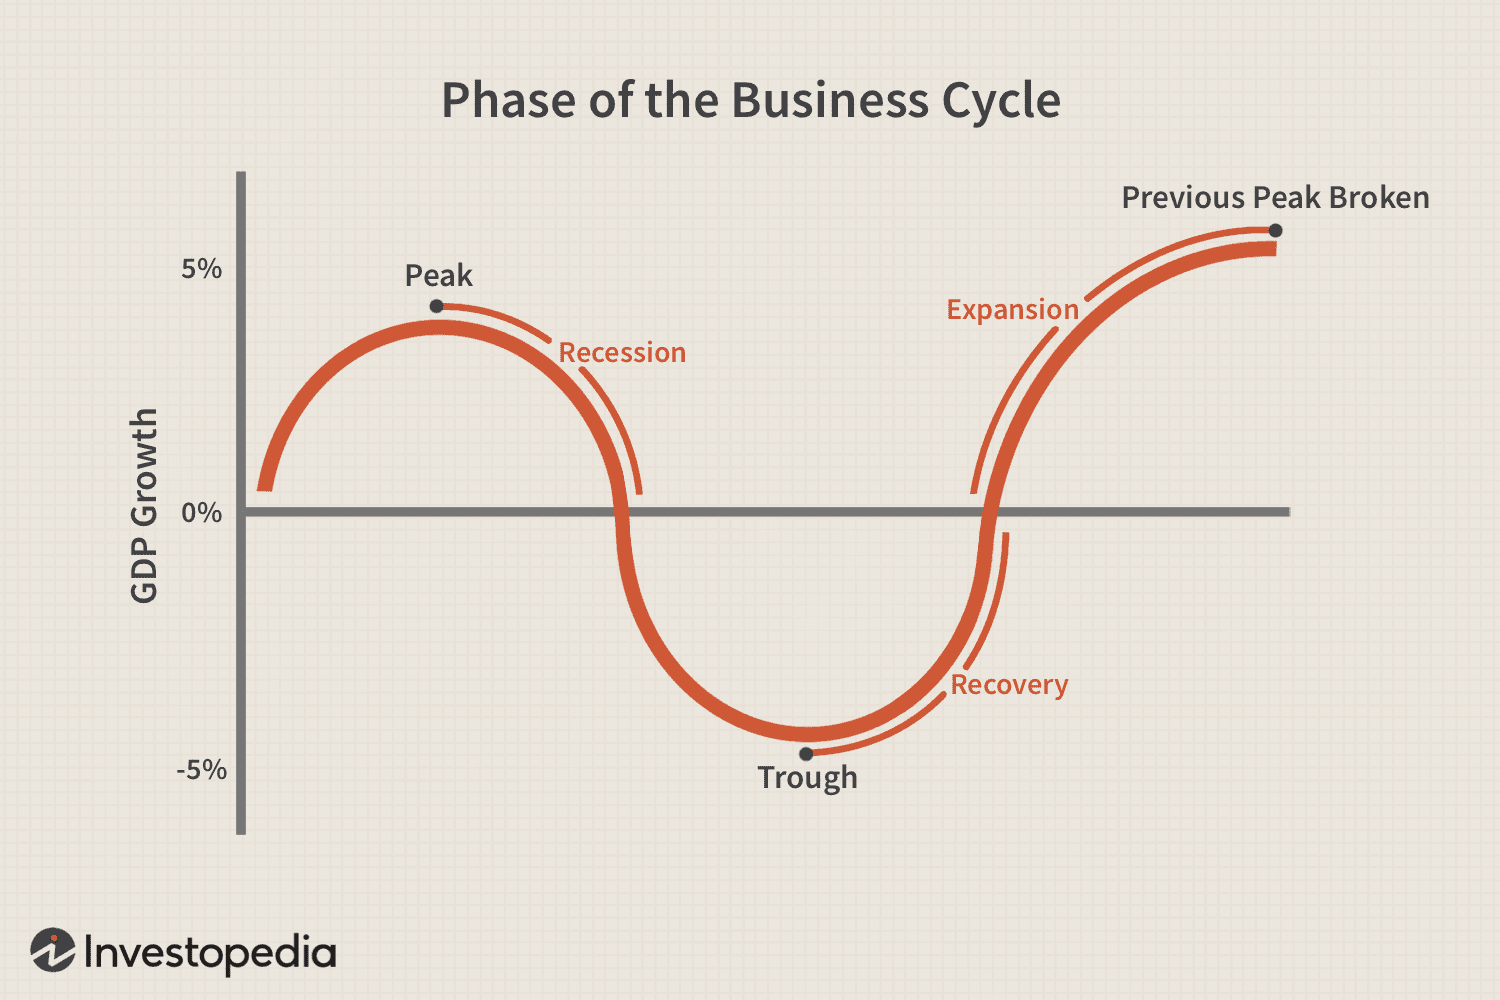 Phase of the Business Cycle
Previous Peak Broken
5%
Peak
Expansion
Recession
GDP Growth
0%
Recovery
-5%
Trough
Investopedia